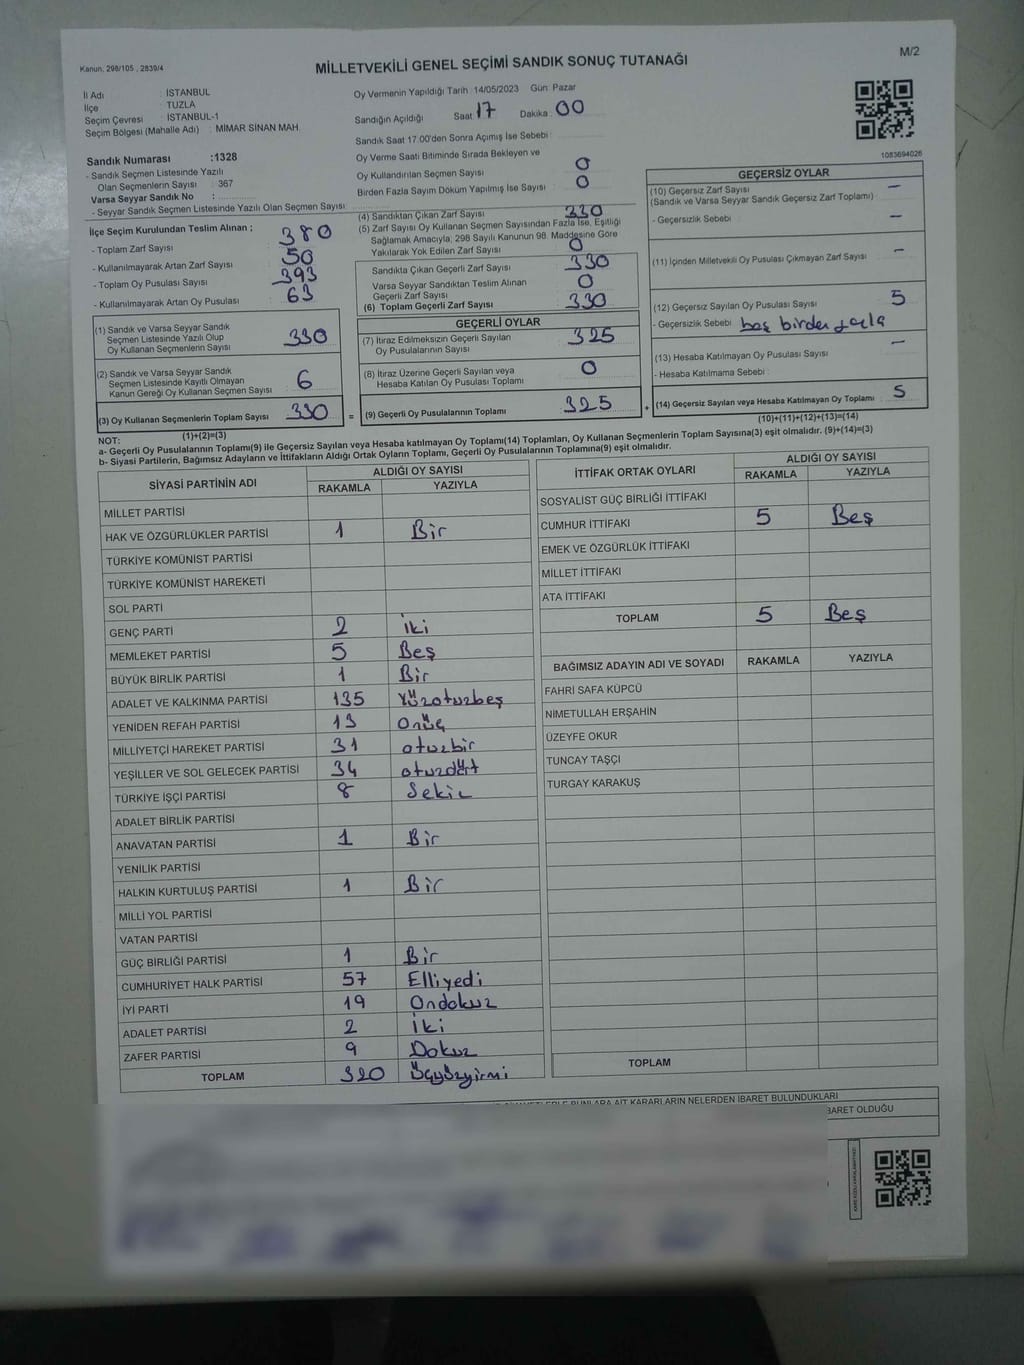 Kanun, 298/105 , 2839/4
M/2
MİLLETVEKİLİ GENEL SEÇİMİ SANDIK SONUÇ TUTANAĞI
İl Adı : İSTANBUL
İlçe : TUZLA
Seçim Çevresi : İSTANBUL-1
Seçim Bölgesi (Mahalle Adı) : MİMAR SİNAN MAH.
Oy Vermenin Yapıldığı Tarih :14/05/2023 Gün: Pazar
Sandığın Açıldığı Saat: 17 Dakika: 00
Sandık Saat 17.00'den Sonra Açımış İse Sebebi :
Oy Verme Saati Bitiminde Sırada Bekleyen ve
Oy Kullandırılan Seçmen Sayısı : 0
Birden Fazla Sayım Döküm Yapılmış İse Sayısı : 0
1083694026
Sandık Numarası :1328
- Sandık Seçmen Listesinde Yazılı
Olan Seçmenlerin Sayısı : 367
Varsa Seyyar Sandık No :
- Seyyar Sandık Seçmen Listesinde Yazılı Olan Seçmen Sayısı :
İlçe Seçim Kurulundan Teslim Alınan ;
- Toplam Zarf Sayısı : 380
- Kullanılmayarak Artan Zarf Sayısı : 50
- Toplam Oy Pusulası Sayısı : 393
- Kullanılmayarak Artan Oy Pusulası : 63
(4) Sandıktan Çıkan Zarf Sayısı 330
(5) Zarf Sayısı Oy Kullanan Seçmen Sayısından Fazla İse, Eşitliği
Sağlamak Amacıyla, 298 Sayılı Kanunun 98. Maddesine Göre
Yakılarak Yok Edilen Zarf Sayısı 0
Sandıkta Çıkan Geçerli Zarf Sayısı 330
Varsa Seyyar Sandıktan Teslim Alınan
Geçerli Zarf Sayısı 0
(6) Toplam Geçerli Zarf Sayısı 330
GEÇERSİZ OYLAR
(10) Geçersiz Zarf Sayısı
(Sandık ve Varsa Seyyar Sandık Geçersiz Zarf Toplamı) –
- Geçersizlik Sebebi : –
(11) İçinden Milletvekili Oy Pusulası Çıkmayan Zarf Sayısı –
(12) Geçersiz Sayılan Oy Pusulası Sayısı 5
- Geçersizlik Sebebi
(13) Hesaba Katılmayan Oy Pusulası Sayısı –
- Hesaba Katılmama Sebebi :
(14) Geçersiz Sayılan veya Hesaba Katılmayan Oy Toplamı 5
(10)+(11)+(12)+(13)=(14)
(1) Sandık ve Varsa Seyyar Sandık
Seçmen Listesinde Yazılı Olup
Oy Kullanan Seçmenlerin Sayısı 330
(2) Sandık ve Varsa Seyyar Sandık
Seçmen Listesinde Kayıtlı Olmayan
Kanun Gereği Oy Kullanan Seçmen Sayısı 6
(3) Oy Kullanan Seçmenlerin Toplam Sayısı 330
(1)+(2)=(3)
=
GEÇERLİ OYLAR
(7) İtiraz Edilmeksizin Geçerli Sayılan
Oy Pusulalarının Sayısı 325
(8) İtiraz Üzerine Geçerli Sayılan veya
Hesaba Katılan Oy Pusulası Toplamı 0
(9) Geçerli Oy Pusulalarının Toplamı 325
+
NOT:
a- Geçerli Oy Pusulalarının Toplamı(9) ile Geçersiz Sayılan veya Hesaba katılmayan Oy Toplamı(14) Toplamları, Oy Kullanan Seçmenlerin Toplam Sayısına(3) eşit olmalıdır. (9)+(14)=(3)
b- Siyasi Partilerin, Bağımsız Adayların ve İttifakların Aldığı Ortak Oyların Toplamı, Geçerli Oy Pusulalarının Toplamına(9) eşit olmalıdır.
SİYASİ PARTİNİN ADI ALDIĞI OY SAYISI
RAKAMLA YAZIYLA
MİLLET PARTİSİ
HAK VE ÖZGÜRLÜKLER PARTİSİ 1 Bir
TÜRKİYE KOMÜNİST PARTİSİ
TÜRKİYE KOMÜNİST HAREKETİ
SOL PARTİ
GENÇ PARTİ 2 İki
MEMLEKET PARTİSİ 5 Beş
BÜYÜK BİRLİK PARTİSİ 1 Bir
ADALET VE KALKINMA PARTİSİ 135 Yüzotuzbeş
YENİDEN REFAH PARTİSİ 13 Onüç
MİLLİYETÇİ HAREKET PARTİSİ 31 otuzbir
YEŞİLLER VE SOL GELECEK PARTİSİ 34 otuzdört
TÜRKİYE İŞÇİ PARTİSİ 8 Sekiz
ADALET BİRLİK PARTİSİ
ANAVATAN PARTİSİ 1 Bir
YENİLİK PARTİSİ
HALKIN KURTULUŞ PARTİSİ 1 Bir
MİLLİ YOL PARTİSİ
VATAN PARTİSİ
GÜÇ BİRLİĞİ PARTİSİ 1 Bir
CUMHURİYET HALK PARTİSİ 57 Elliyedi
İYİ PARTİ 19 Ondokuz
ADALET PARTİSİ 2 İki
ZAFER PARTİSİ 9 Dokuz
TOPLAM 320 Üçyüzyirmi
İTTİFAK ORTAK OYLARI ALDIĞI OY SAYISI
RAKAMLA YAZIYLA
SOSYALİST GÜÇ BİRLİĞİ İTTİFAKI
CUMHUR İTTİFAKI 5 Beş
EMEK VE ÖZGÜRLÜK İTTİFAKI
MİLLET İTTİFAKI
ATA İTTİFAKI
TOPLAM 5 Beş
BAĞIMSIZ ADAYIN ADI VE SOYADI RAKAMLA YAZIYLA
FAHRİ SAFA KÜPCÜ
NİMETULLAH ERŞAHİN
ÜZEYFE OKUR
TUNCAY TAŞÇI
TURGAY KARAKUŞ
TOPLAM
BUNLARA AİT KARARLARIN NELERDEN İBARET BULUNDUKLARI
İBARET OLDUĞU